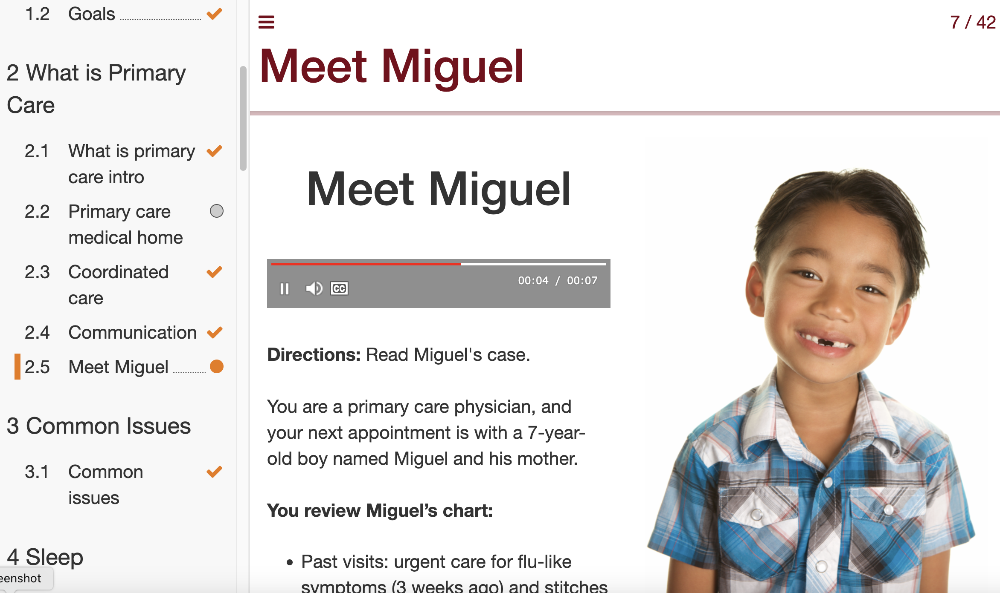 1.2 Goals
2 What is Primary
Care
2.1 What is primary
care intro
2.2 Primary care
medical home
2.3 Coordinated
care
2.4 Communication
2.5 Meet Miguel
3 Common Issues
3.1 Common
issues
4 Sleep
eenshot
7 / 42
Meet Miguel
Meet Miguel
CC
00:04 / 00:07
Directions: Read Miguel's case.
You are a primary care physician, and
your next appointment is with a 7-year-
old boy named Miguel and his mother.
You review Miguel’s chart:
• Past visits: urgent care for flu-like
symptoms (3 weeks ago) and stitches